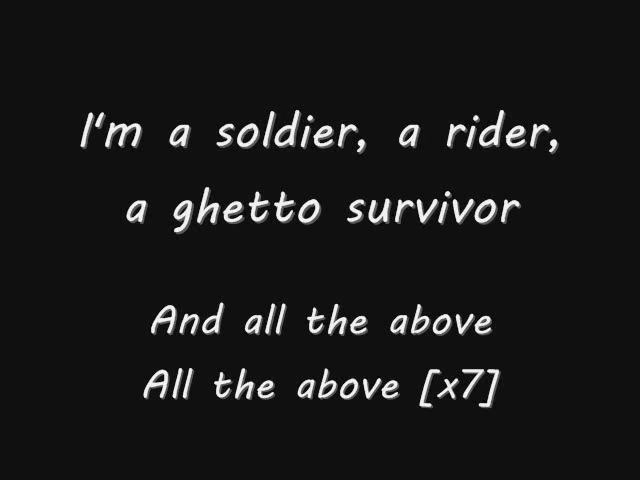 I'm a soldier, a rider,
a ghetto survivor
And all the above
All the above [x7]